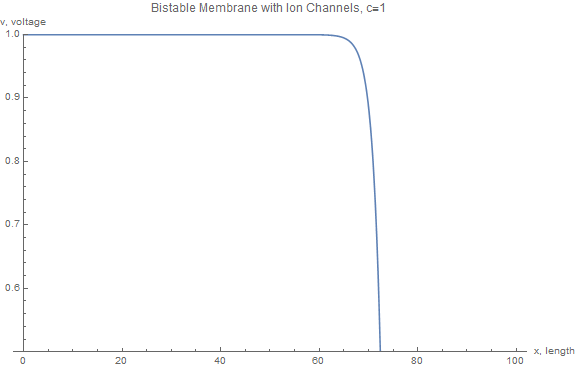 Bistable Membrane with Ion Channels, c=1
v, voltage
1.0
0.9
0.8
0.7
0.6
0 20 40 60 80 100
x, length